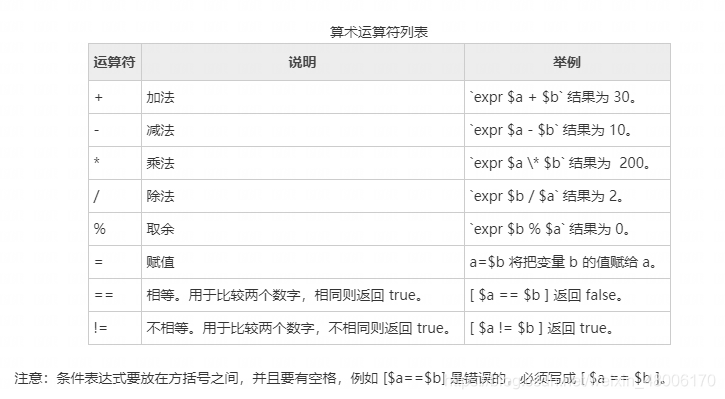 算术运算符列表
运算符 说明 举例
+ 加法 `expr $a + $b` 结果为 30。
- 减法 `expr $a - $b` 结果为 10。
* 乘法 `expr $a \* $b` 结果为 200。
/ 除法 `expr $b / $a` 结果为 2。
% 取余 `expr $b % $a` 结果为 0。
= 赋值 a=$b 将把变量 b 的值赋给 a。
== 相等。用于比较两个数字，相同则返回 true。 [ $a == $b ] 返回 false。
!= 不相等。用于比较两个数字，不相同则返回 true。 [ $a != $b ] 返回 true。
注意：条件表达式要放在方括号之间，并且要有空格，例如 [$a==$b] 是错误的，必须写成 [ $a == $b ]。